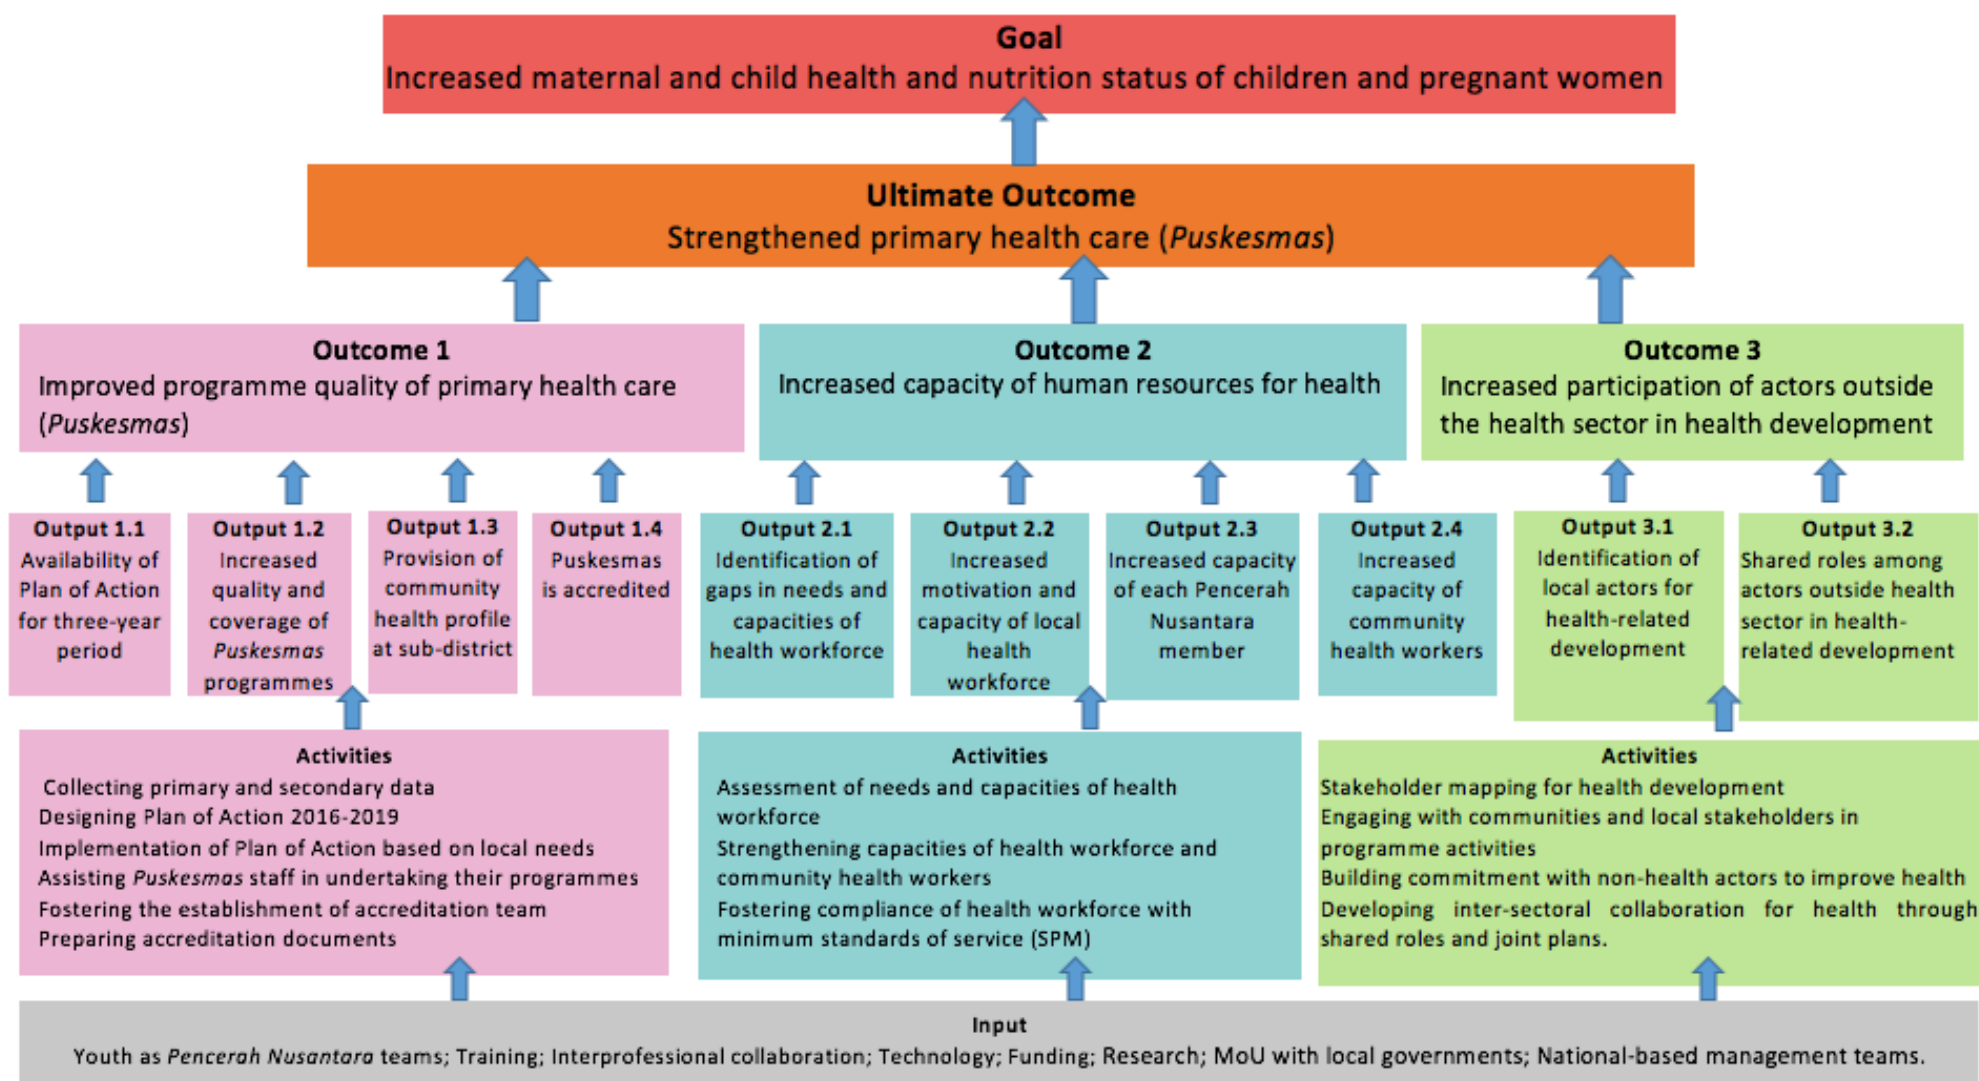 Goal
Increased maternal and child health and nutrition status of children and pregnant women
Ultimate Outcome
Strengthened primary health care (Puskesmas)
Outcome 1
Improved programme quality of primary health care
(Puskesmas)
Outcome 2
Increased capacity of human resources for health
Outcome 3
Increased participation of actors outside
the health sector in health development
Output 1.1
Availability of
Plan of Action
for three-year
period
Output 1.2
Increased
quality and
coverage of
Puskesmas
programmes
Output 1.3
Provision of
community
health profile
at sub-district
Output 1.4
Puskesmas
is accredited
Output 2.1
Identification of
gaps in needs and
capacities of
health workforce
Output 2.2
Increased
motivation and
capacity of local
health
workforce
Output 2.3
Increased capacity
of each Pencerah
Nusantara
member
Output 2.4
Increased
capacity of
community
health workers
Output 3.1
Identification of
local actors for
health-related
development
Output 3.2
Shared roles among
actors outside health
sector in health-
related development
Activities
Collecting primary and secondary data
Designing Plan of Action 2016-2019
Implementation of Plan of Action based on local needs
Assisting Puskesmas staff in undertaking their programmes
Fostering the establishment of accreditation team
Preparing accreditation documents
Activities
Assessment of needs and capacities of health
workforce
Strengthening capacities of health workforce and
community health workers
Fostering compliance of health workforce with
minimum standards of service (SPM)
Activities
Stakeholder mapping for health development
Engaging with communities and local stakeholders in
programme activities
Building commitment with non-health actors to improve health
Developing inter-sectoral collaboration for health through
shared roles and joint plans.
Input
Youth as Pencerah Nusantara teams; Training; Interprofessional collaboration; Technology; Funding; Research; MoU with local governments; National-based management teams.